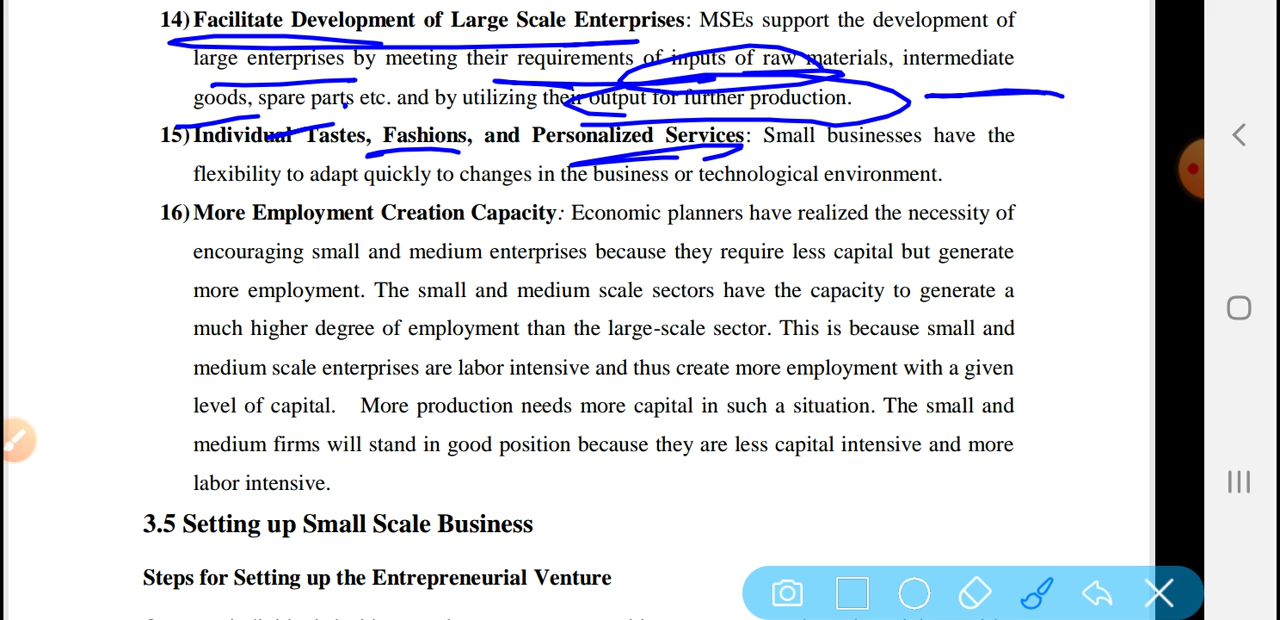 14) Facilitate Development of Large Scale Enterprises: MSEs support the development of
large enterprises by meeting their requirements of inputs of raw materials, intermediate
goods, spare parts etc. and by utilizing their output for further production.
15) Individual Tastes, Fashions, and Personalized Services: Small businesses have the
flexibility to adapt quickly to changes in the business or technological environment.
16) More Employment Creation Capacity: Economic planners have realized the necessity of
encouraging small and medium enterprises because they require less capital but generate
more employment. The small and medium scale sectors have the capacity to generate a
much higher degree of employment than the large-scale sector. This is because small and
medium scale enterprises are labor intensive and thus create more employment with a given
level of capital. More production needs more capital in such a situation. The small and
medium firms will stand in good position because they are less capital intensive and more
labor intensive.
3.5 Setting up Small Scale Business
Steps for Setting up the Entrepreneurial Venture